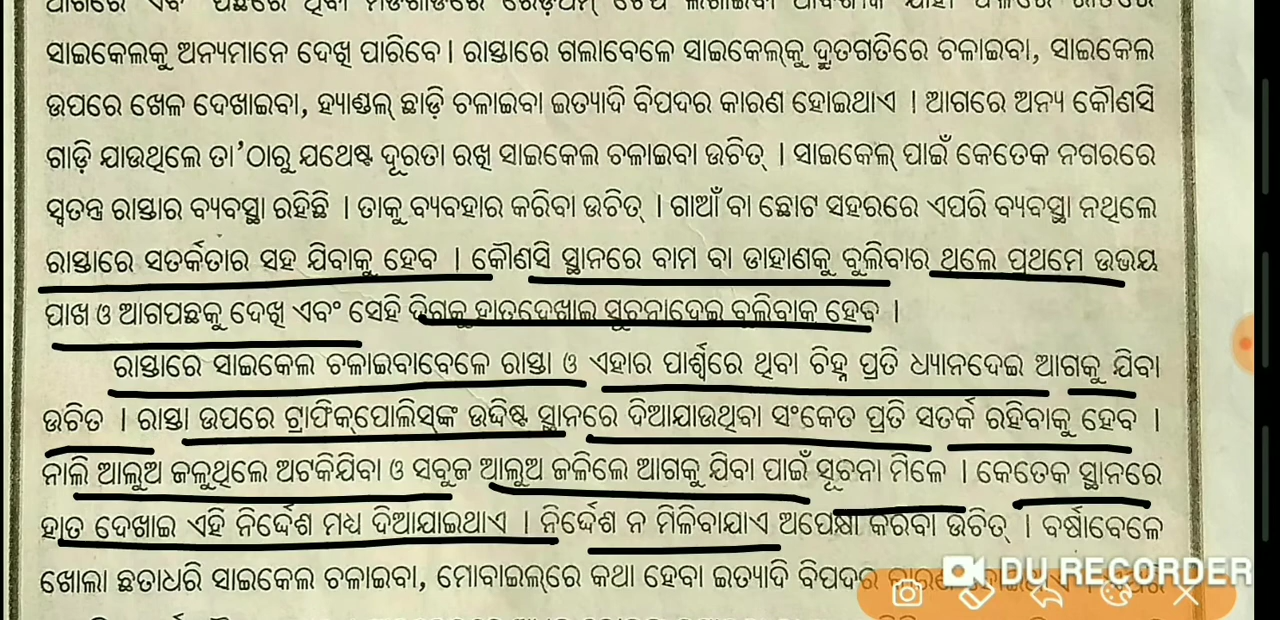 ସାଇକେଲକୁ ଅନ୍ୟମାନେ ଦେଖି ପାରିବେ। ରାସ୍ତାରେ ଗଲାବେଳେ ସାଇକେଲ୍‌କୁ ଦ୍ରୁତଗତିରେ ଚଳାଇବା, ସାଇକେଲ
ଉପରେ ଖେଳ ଦେଖାଇବା, ହ୍ୟାଣ୍ଡଲ୍ ଛାଡ଼ି ଚଳାଇବା ଇତ୍ୟାଦି ବିପଦର କାରଣ ହୋଇଥାଏ । ଆଗରେ ଅନ୍ୟ କୌଣସି
ଗାଡ଼ି ଯାଉଥିଲେ ତା'ଠାରୁ ଯଥେଷ୍ଟ ଦୂରତା ରଖି ସାଇକେଲ ଚଳାଇବା ଉଚିତ୍ । ସାଇକେଲ୍ ପାଇଁ କେତେକ ନଗରରେ
ସ୍ୱତନ୍ତ୍ର ରାସ୍ତାର ବ୍ୟବସ୍ଥା ରହିଛି । ତାକୁ ବ୍ୟବହାର କରିବା ଉଚିତ୍ । ଗାଆଁ ବା ଛୋଟ ସହରରେ ଏପରି ବ୍ୟବସ୍ଥା ନଥିଲେ
ରାସ୍ତାରେ ସତର୍କତାର ସହ ଯିବାକୁ ହେବ । କୌଣସି ସ୍ଥାନରେ ବାମ ବା ଡାହାଣକୁ ବୁଲିବାର ଥିଲେ ପ୍ରଥମେ ଉଭୟ
ପାଖ ଓ ଆଗପଛକୁ ଦେଖି ଏବଂ ସେହି ଦିଗକୁ ହାତଦେଖାଇ ସୂଚନାଦେଇ ବୁଲିବାକୁ ହେବ ।
ରାସ୍ତାରେ ସାଇକେଲ ଚଳାଇବାବେଳେ ରାସ୍ତା ଓ ଏହାର ପାର୍ଶ୍ୱରେ ଥିବା ଚିହ୍ନ ପ୍ରତି ଧ୍ୟାନଦେଇ ଆଗକୁ ଯିବା
ଉଚିତ । ରାସ୍ତା ଉପରେ ଟ୍ରାଫିକ୍‌ପୋଲିସ୍‌ଙ୍କ ଉଦ୍ଦିଷ୍ଟ ସ୍ଥାନରେ ଦିଆଯାଉଥିବା ସଂକେତ ପ୍ରତି ସତର୍କ ରହିବାକୁ ହେବ ।
ନାଲି ଆଲୁଅ ଜଳୁଥିଲେ ଅଟକିଯିବା ଓ ସବୁଜ ଆଲୁଅ ଜଳିଲେ ଆଗକୁ ଯିବା ପାଇଁ ସୂଚନା ମିଳେ । କେତେକ ସ୍ଥାନରେ
ହାତ ଦେଖାଇ ଏହି ନିର୍ଦ୍ଦେଶ ମଧ୍ୟ ଦିଆଯାଇଥାଏ । ନିର୍ଦ୍ଦେଶ ନ ମିଳିବାଯାଏ ଅପେକ୍ଷା କରିବା ଉଚିତ୍ । ବର୍ଷାବେଳେ
ଖୋଲା ଛତାଧରି ସାଇକେଲ ଚଳାଇବା, ମୋବାଇଲ୍‌ରେ କଥା ହେବା ଇତ୍ୟାଦି ବିପଦର
DU RECORDER